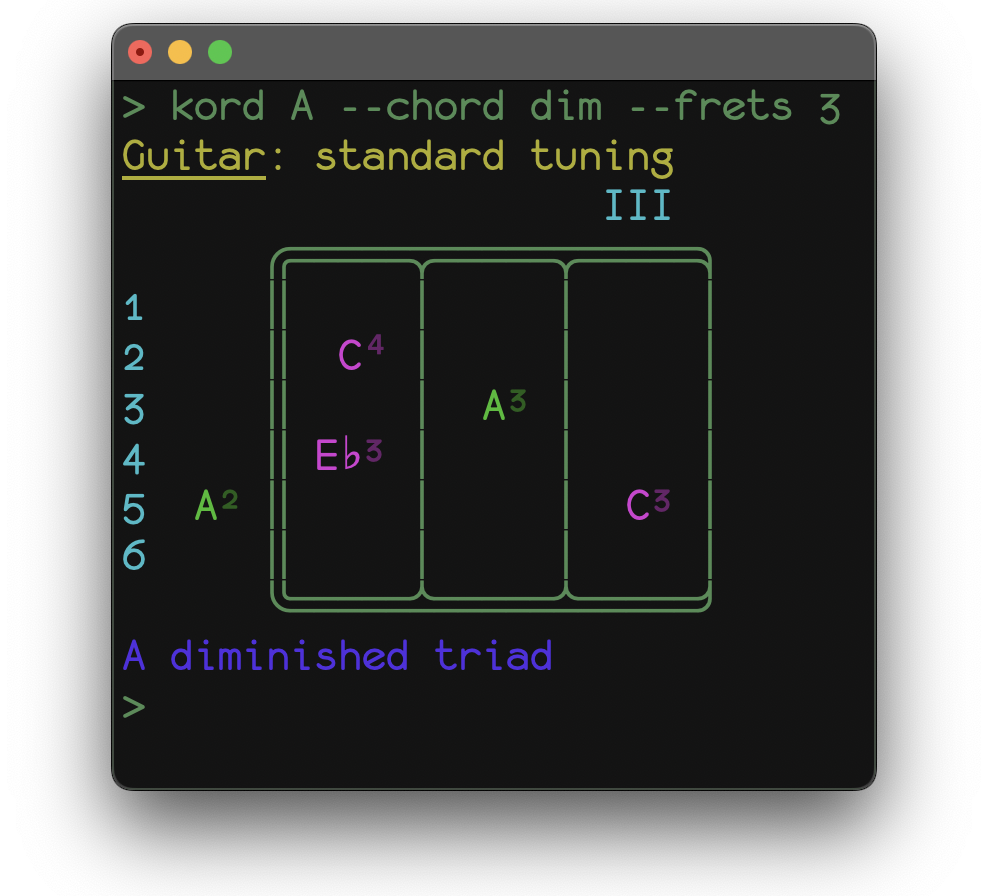 > kord A --chord dim --frets 3
Guitar: standard tuning
III
1
2 C⁴
3 A³
4 E♭³
5 A² C³
6
A diminished triad
>